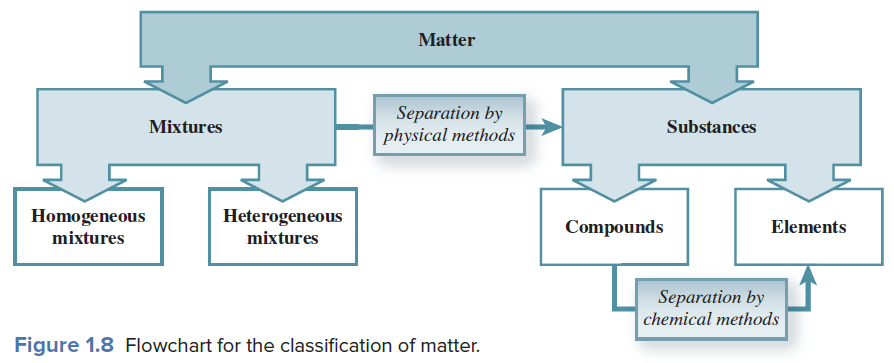 Matter
Mixtures
Separation by
physical methods
Substances
Homogeneous
mixtures
Heterogeneous
mixtures
Compounds
Elements
Separation by
chemical methods
Figure 1.8 Flowchart for the classification of matter.